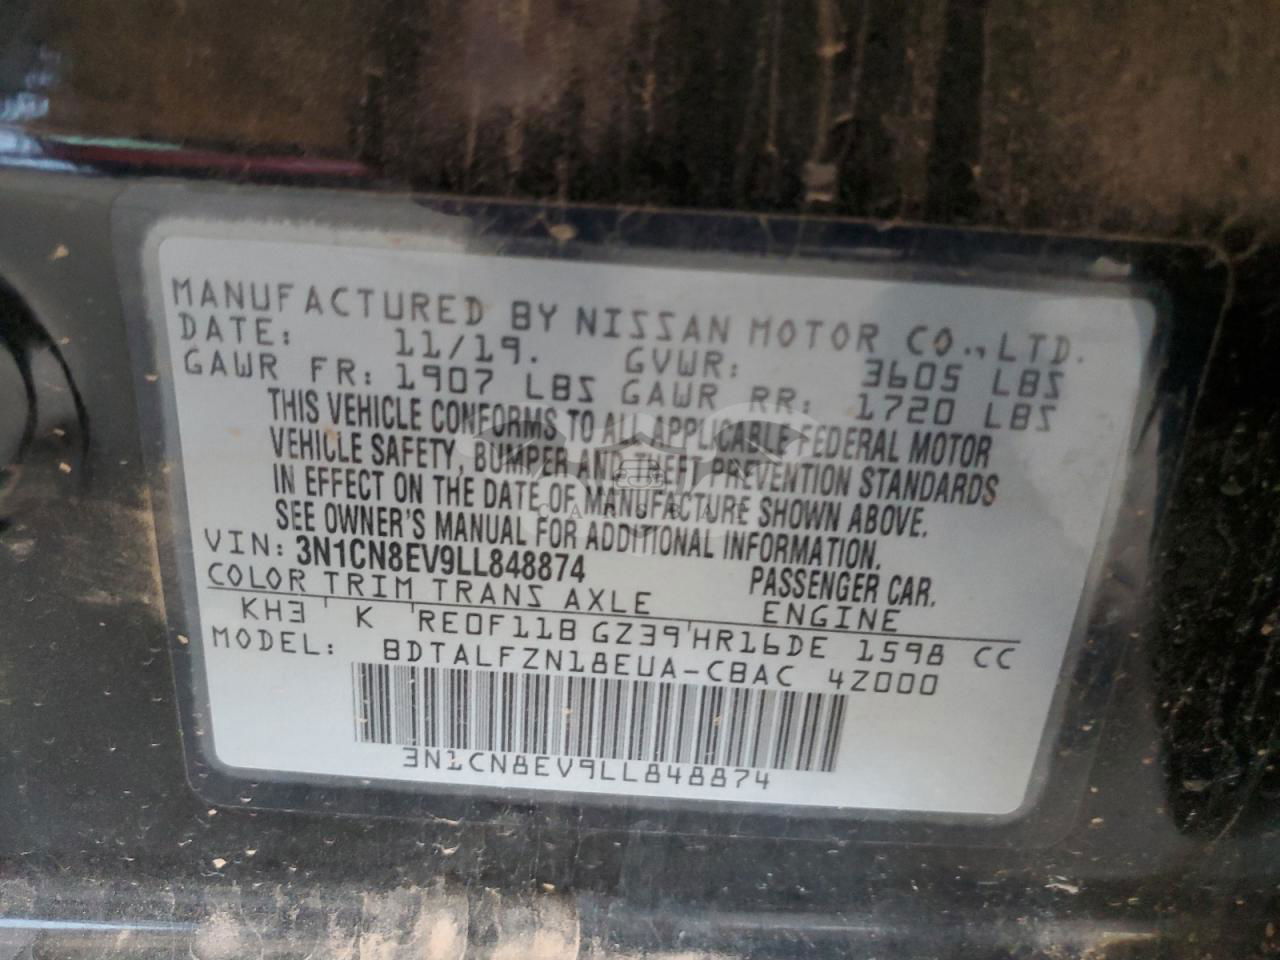 MANUFACTURED BY NISSAN MOTOR CO.,LTD.
DATE: 11/19. GVWR: 3605 LBS
GAWR FR: 1907 LBS GAWR RR: 1720 LBS
THIS VEHICLE CONFORMS TO ALL APPLICABLE FEDERAL MOTOR
VEHICLE SAFETY, BUMPER AND THEFT PREVENTION STANDARDS
IN EFFECT ON THE DATE OF MANUFACTURE SHOWN ABOVE.
SEE OWNER'S MANUAL FOR ADDITIONAL INFORMATION.
VIN: 3N1CN8EV9LL848874 PASSENGER CAR.
COLOR TRIM TRANS AXLE ENGINE
KH3 K RE0F11B GZ39 HR16DE 1598 CC
MODEL: BDTALFZN18EUA-CBAC 4Z000
3N1CN8EV9LL848874